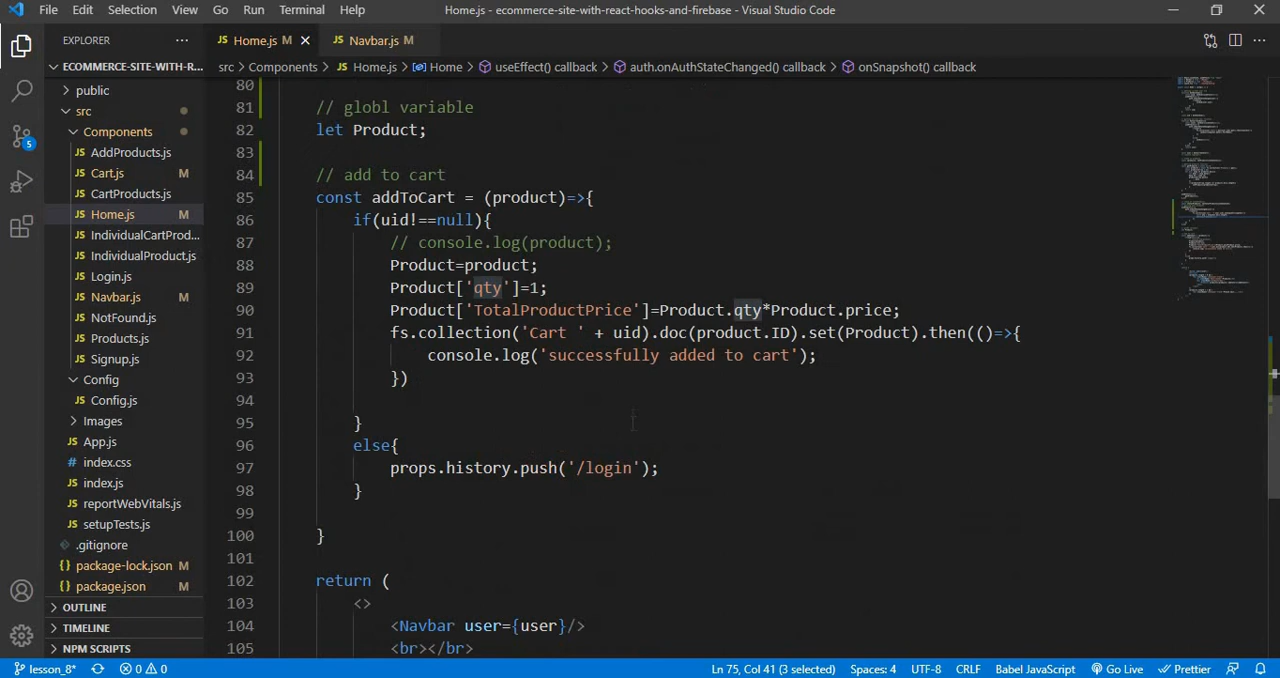 File Edit Selection View Go Run Terminal Help
Home.js - ecommerce-site-with-react-hooks-and-firebase - Visual Studio Code
EXPLORER
Home.js M
Navbar.js M
ECOMMERCE-SITE-WITH-R...
src > Components > Home.js > Home > useEffect() callback > auth.onAuthStateChanged() callback > onSnapshot() callback
public
src
Components
AddProducts.js
Cart.js M
CartProducts.js
Home.js M
IndividualCartProd...
IndividualProduct.js
Login.js
Navbar.js M
NotFound.js
Products.js
Signup.js
Config
Config.js
Images
App.js
index.css
index.js
reportWebVitals.js
setupTests.js
.gitignore
package-lock.json M
package.json M
OUTLINE
TIMELINE
NPM SCRIPTS
5
80
81 // globl variable
82 let Product;
83
84 // add to cart
85 const addToCart = (product)=>{
86 if(uid!==null){
87 // console.log(product);
88 Product=product;
89 Product['qty']=1;
90 Product['TotalProductPrice']=Product.qty*Product.price;
91 fs.collection('Cart ' + uid).doc(product.ID).set(Product).then(()=>{
92 console.log('successfully added to cart');
93 })
94
95 }
96 else{
97 props.history.push('/login');
98 }
99
100 }
101
102 return (
103 <>
104 <Navbar user={user}/>
105 <br></br>
lesson_8* 0 0
Ln 75, Col 41 (3 selected) Spaces: 4 UTF-8 CRLF Babel JavaScript Go Live Prettier